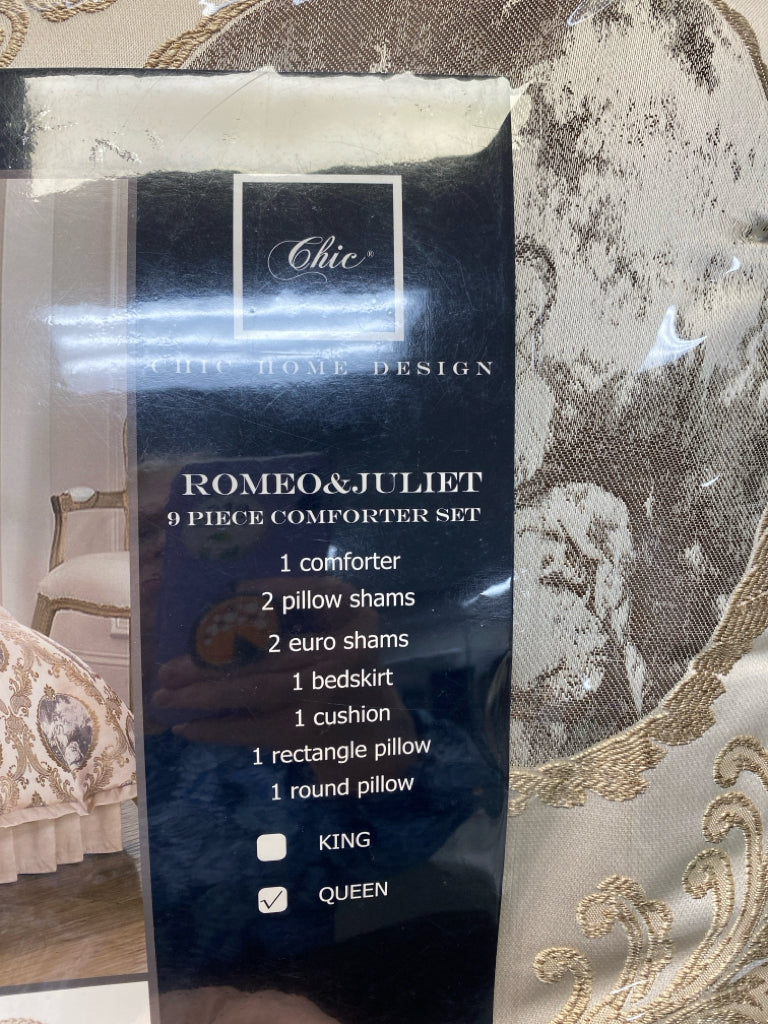 Chic®
CHIC HOME DESIGN
ROMEO&JULIET
9 PIECE COMFORTER SET
1 comforter
2 pillow shams
2 euro shams
1 bedskirt
1 cushion
1 rectangle pillow
1 round pillow
KING
QUEEN